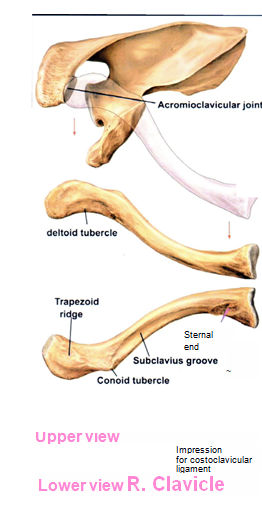 Acromioclavicular joint
deltoid tubercle
Trapezoid
ridge
Sternal
end
Subclavius groove
~
Conoid tubercle
Upper view
Impression
for costoclavicular
ligament
Lower view R. Clavicle